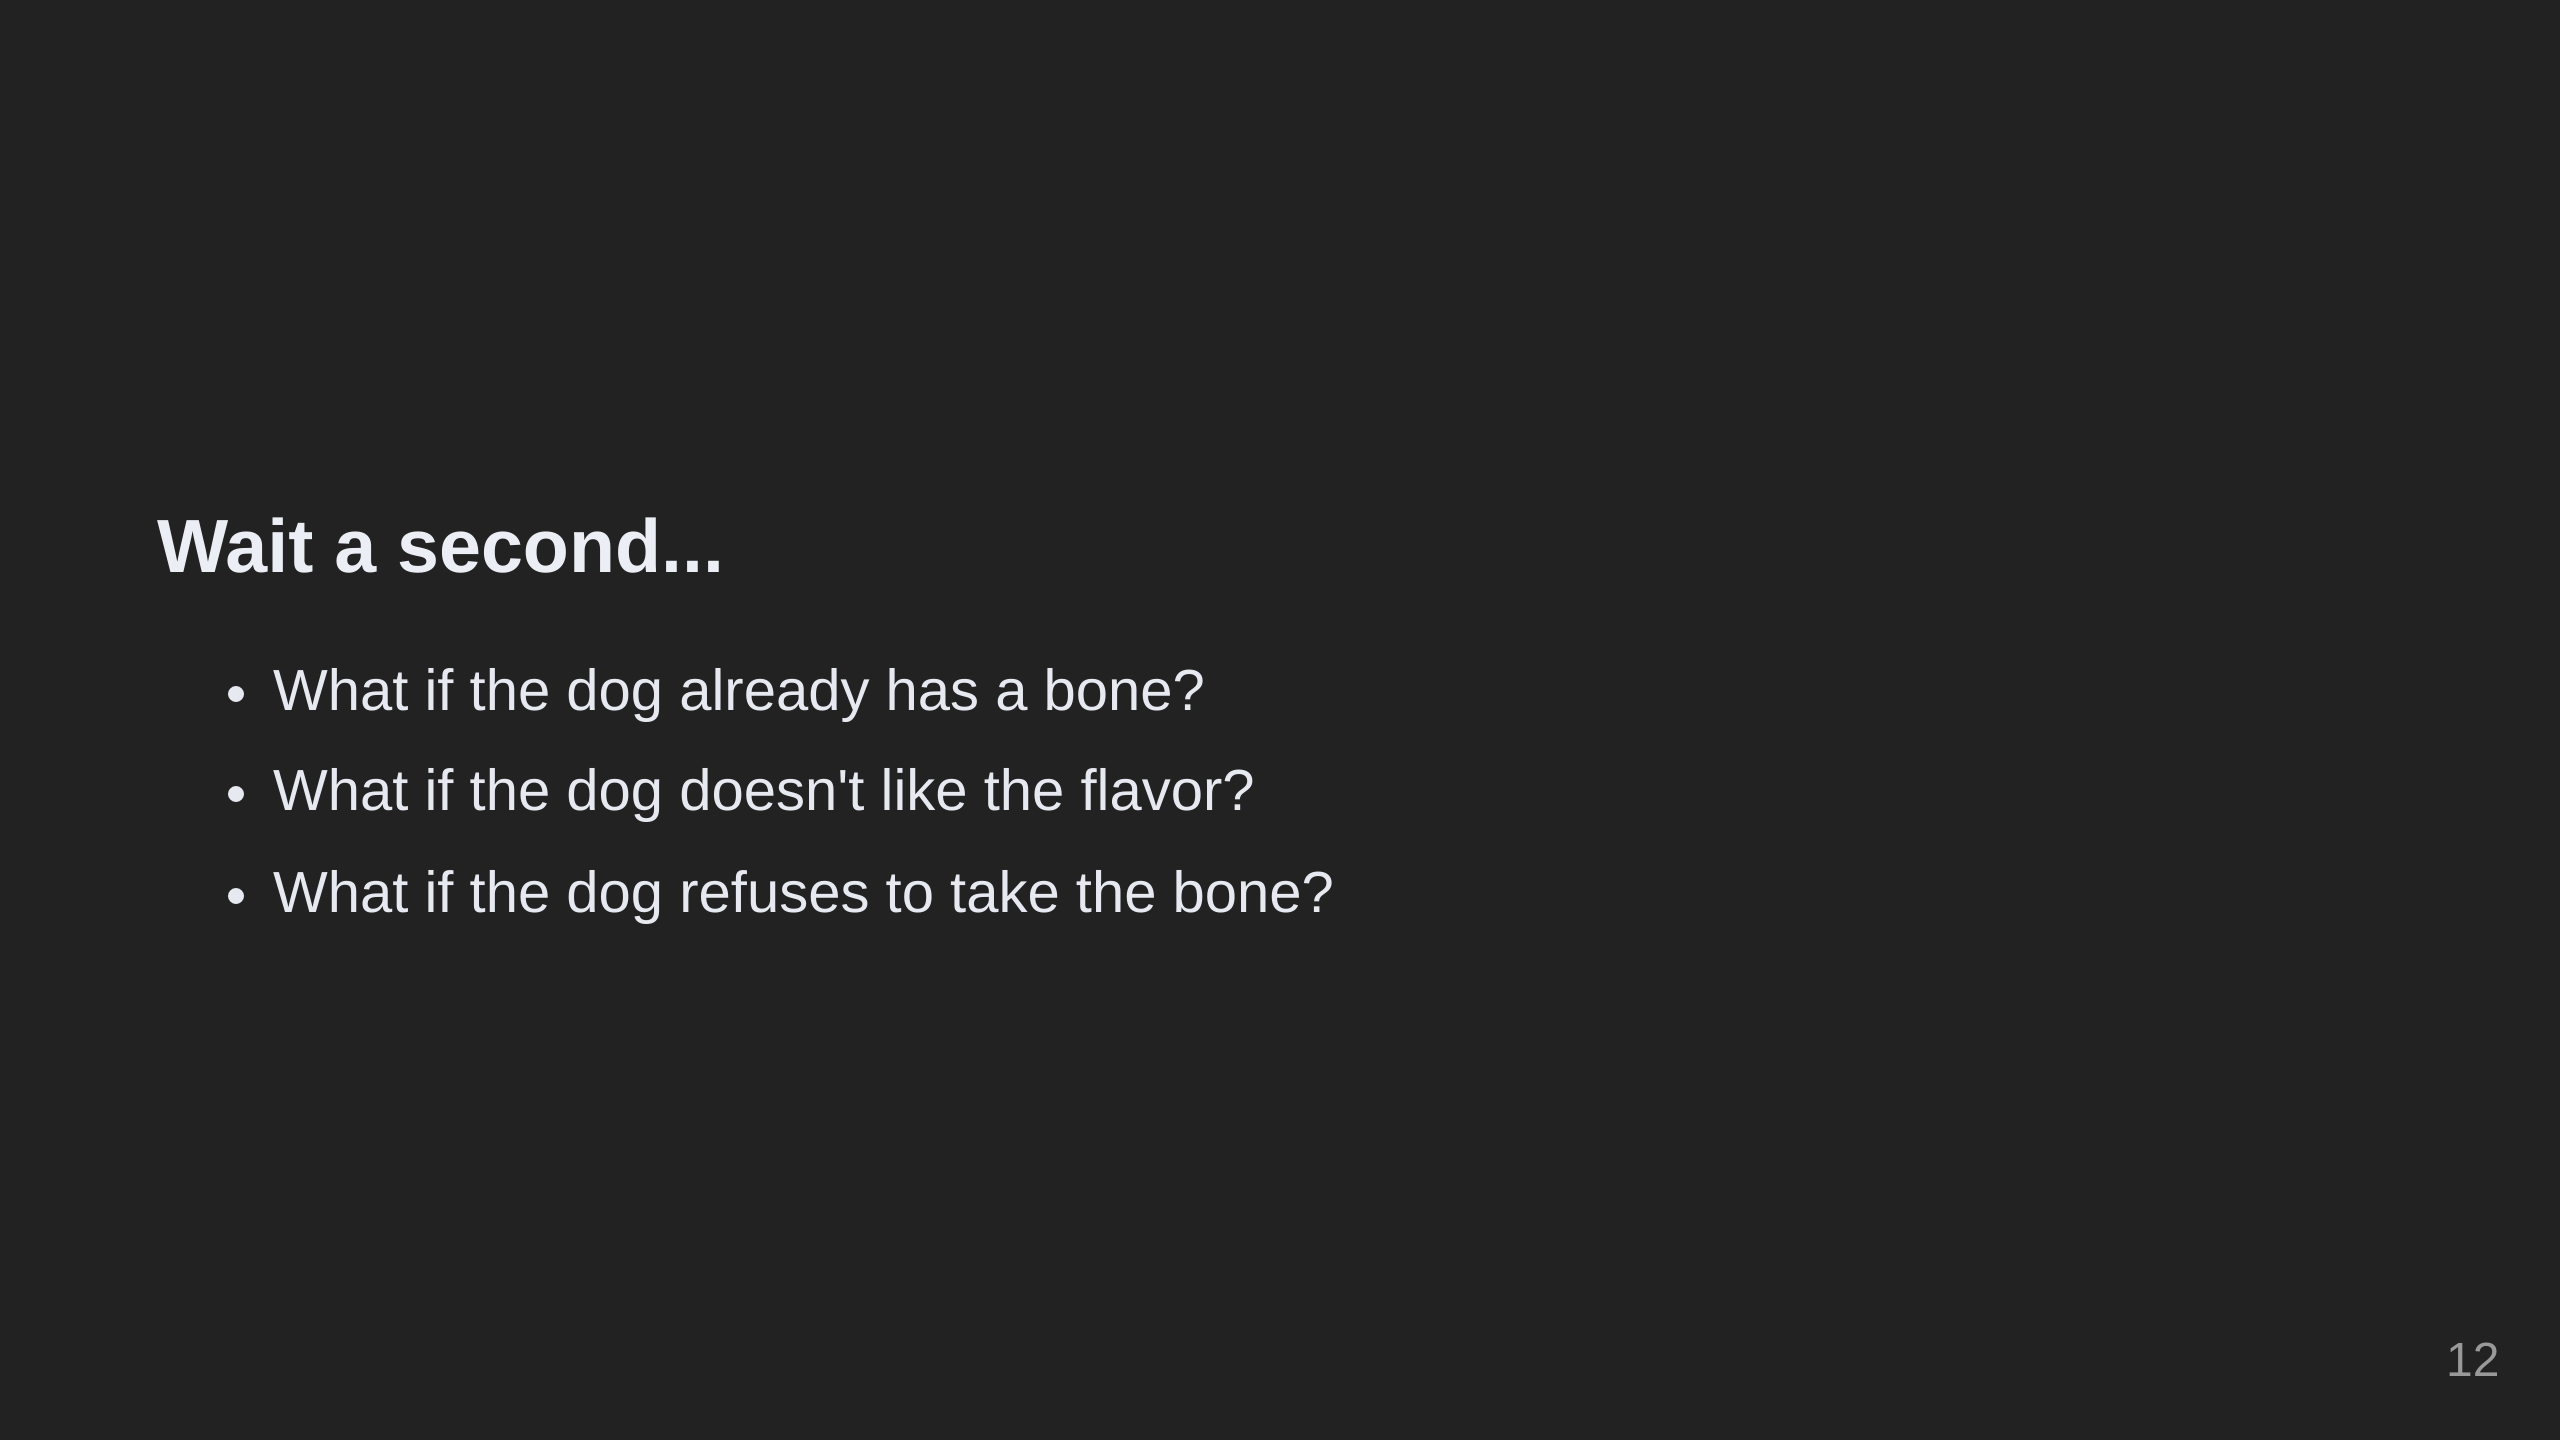 Wait a second...
• What if the dog already has a bone?
• What if the dog doesn't like the flavor?
• What if the dog refuses to take the bone?
12